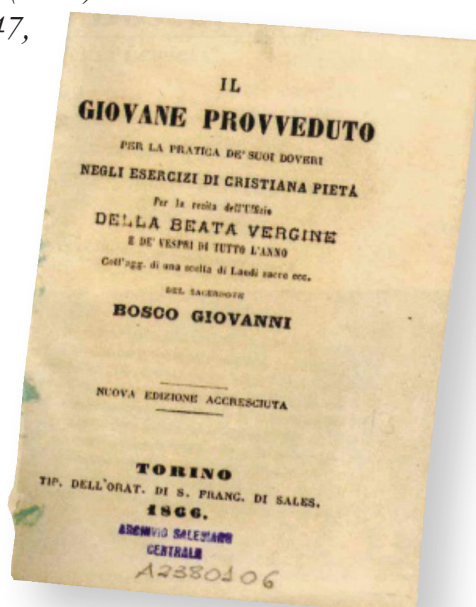 47,
IL
GIOVANE PROVVEDUTO
PER LA PRATICA DE' SUOI DOVERI
NEGLI ESERCIZI DI CRISTIANA PIETÀ
Per la recita dell'Uffizio
DELLA BEATA VERGINE
E DE' VESPRI DI TUTTO L'ANNO
Coll'agg. di una scelta di Laudi sacre ecc.
DEL SACERDOTE
BOSCO GIOVANNI
NUOVA EDIZIONE ACCRESCIUTA
TORINO
TIP. DELL'ORAT. DI S. FRANC. DI SALES.
1866.
ARCHIVIO SALESIANO
CENTRALE
A2380106